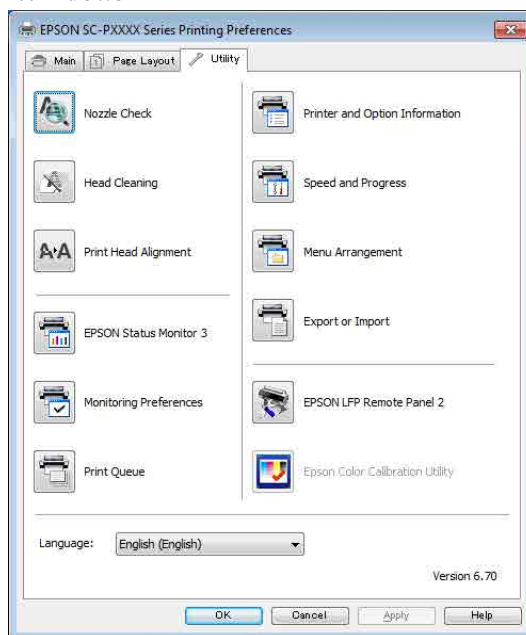 EPSON SC-PXXXX Series Printing Preferences
Main
Page Layout
Utility
Nozzle Check
Printer and Option Information
Head Cleaning
Speed and Progress
A A
Print Head Alignment
Menu Arrangement
EPSON Status Monitor 3
Export or Import
Monitoring Preferences
EPSON LFP Remote Panel 2
Print Queue
Epson Color Calibration Utility
Language:
English (English)
Version 6.70
OK
Cancel
Apply
Help